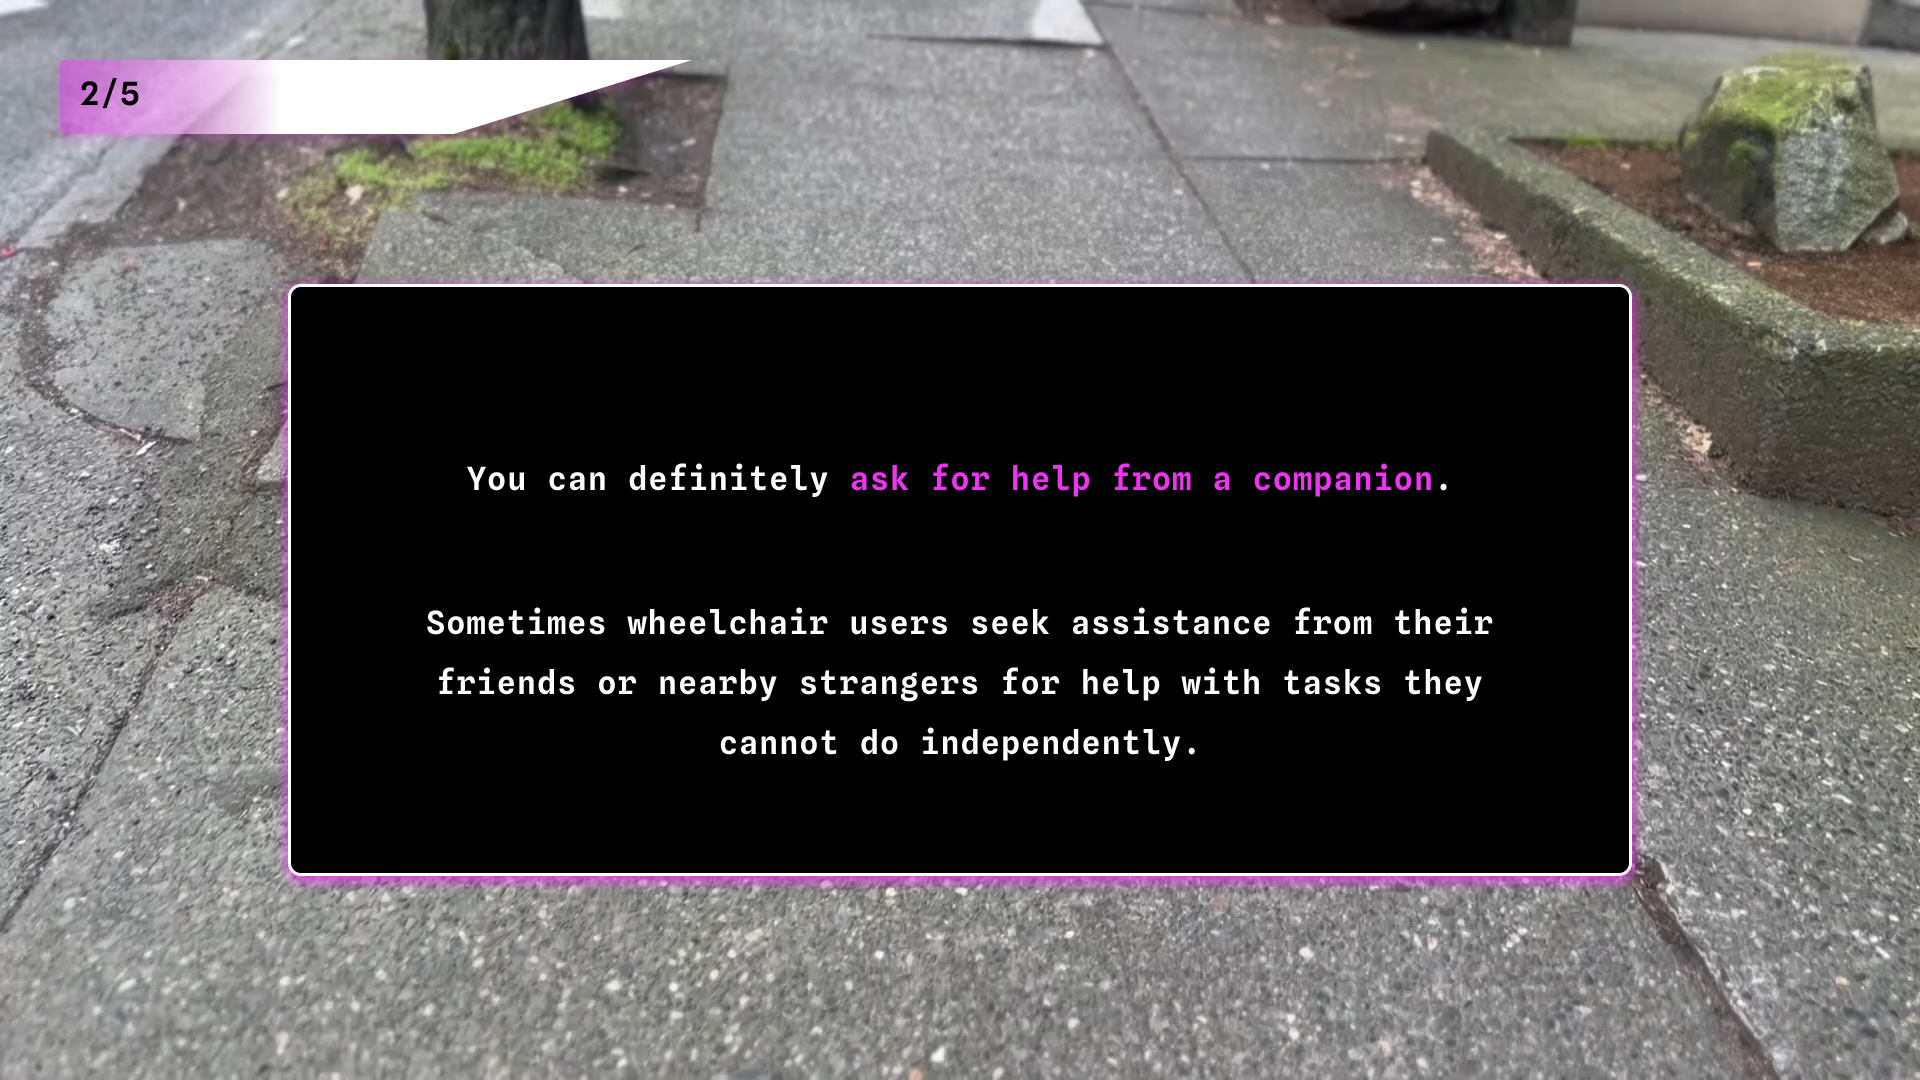 2/5
You can definitely ask for help from a companion.
Sometimes wheelchair users seek assistance from their
friends or nearby strangers for help with tasks they
cannot do independently.